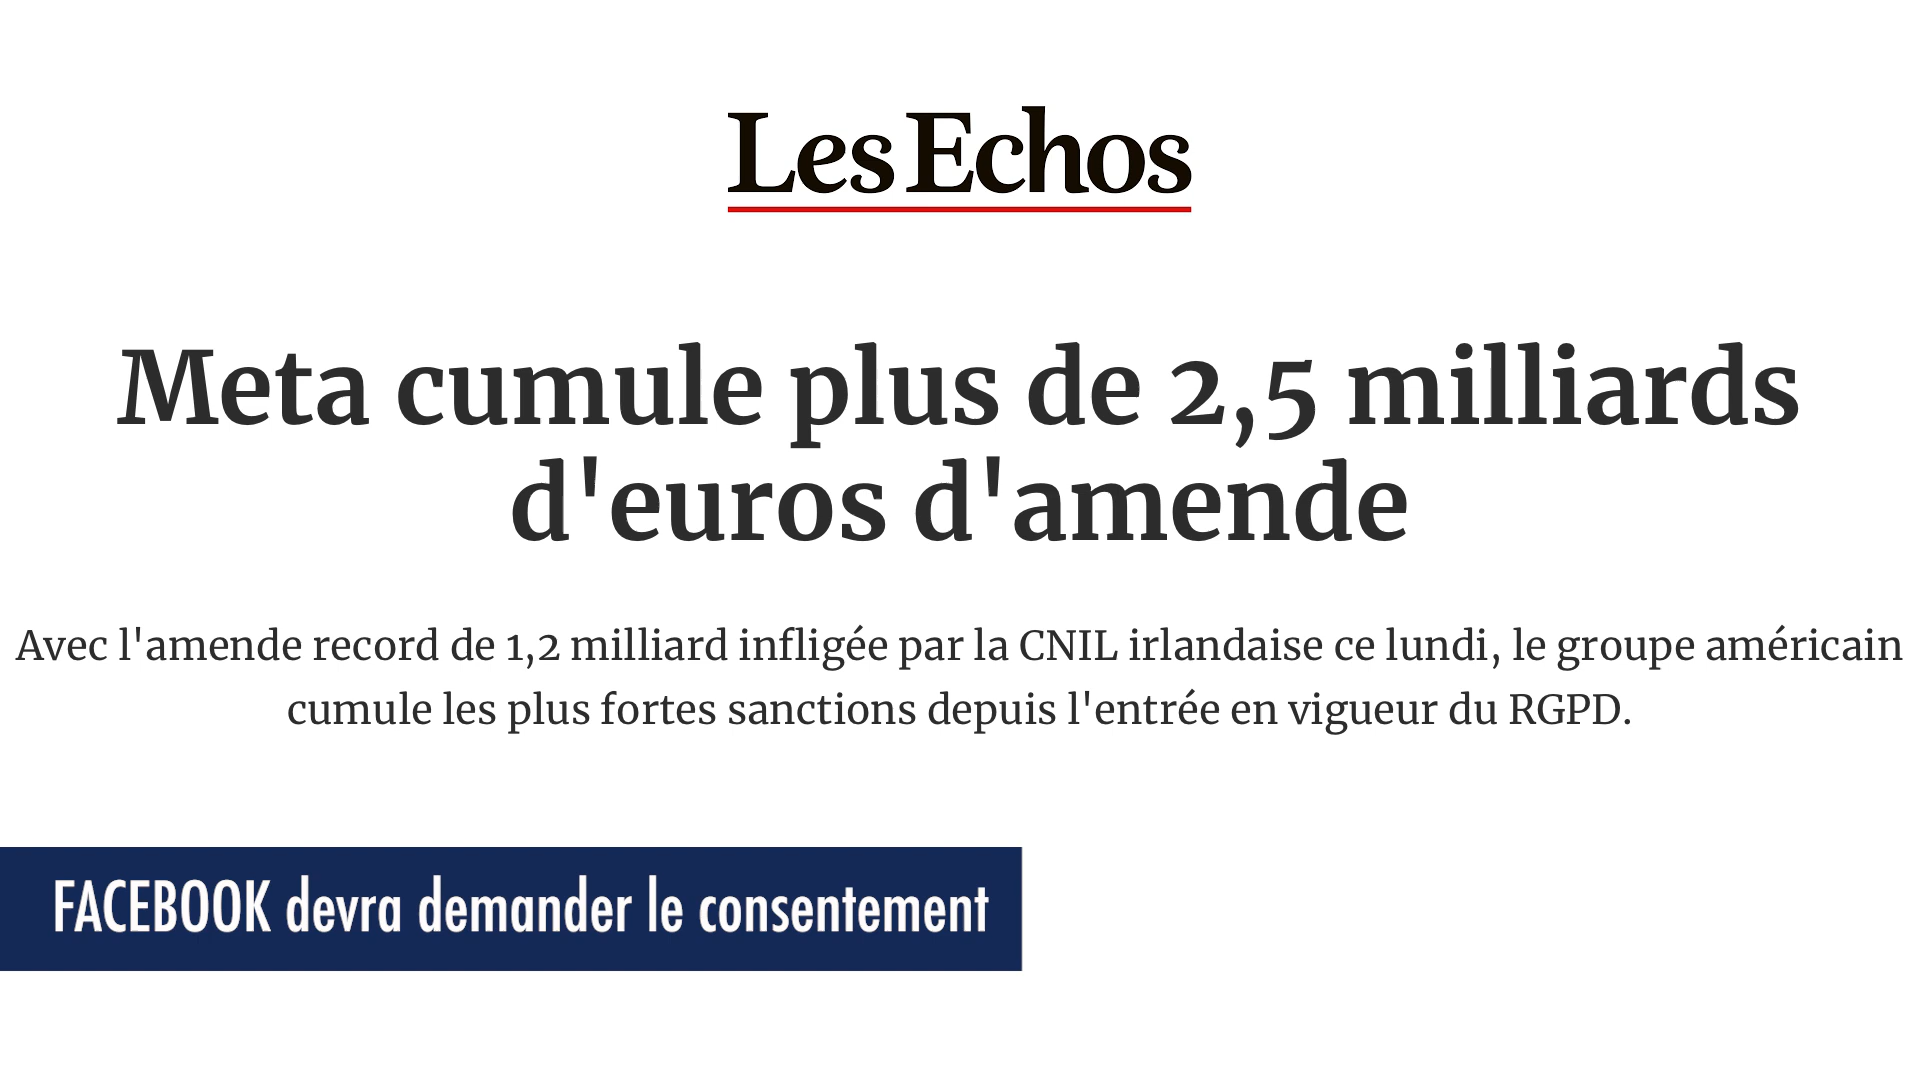 Les Echos
Meta cumule plus de 2,5 milliards
d'euros d'amende
Avec l'amende record de 1,2 milliard infligée par la CNIL irlandaise ce lundi, le groupe américain
cumule les plus fortes sanctions depuis l'entrée en vigueur du RGPD.
FACEBOOK devra demander le consentement